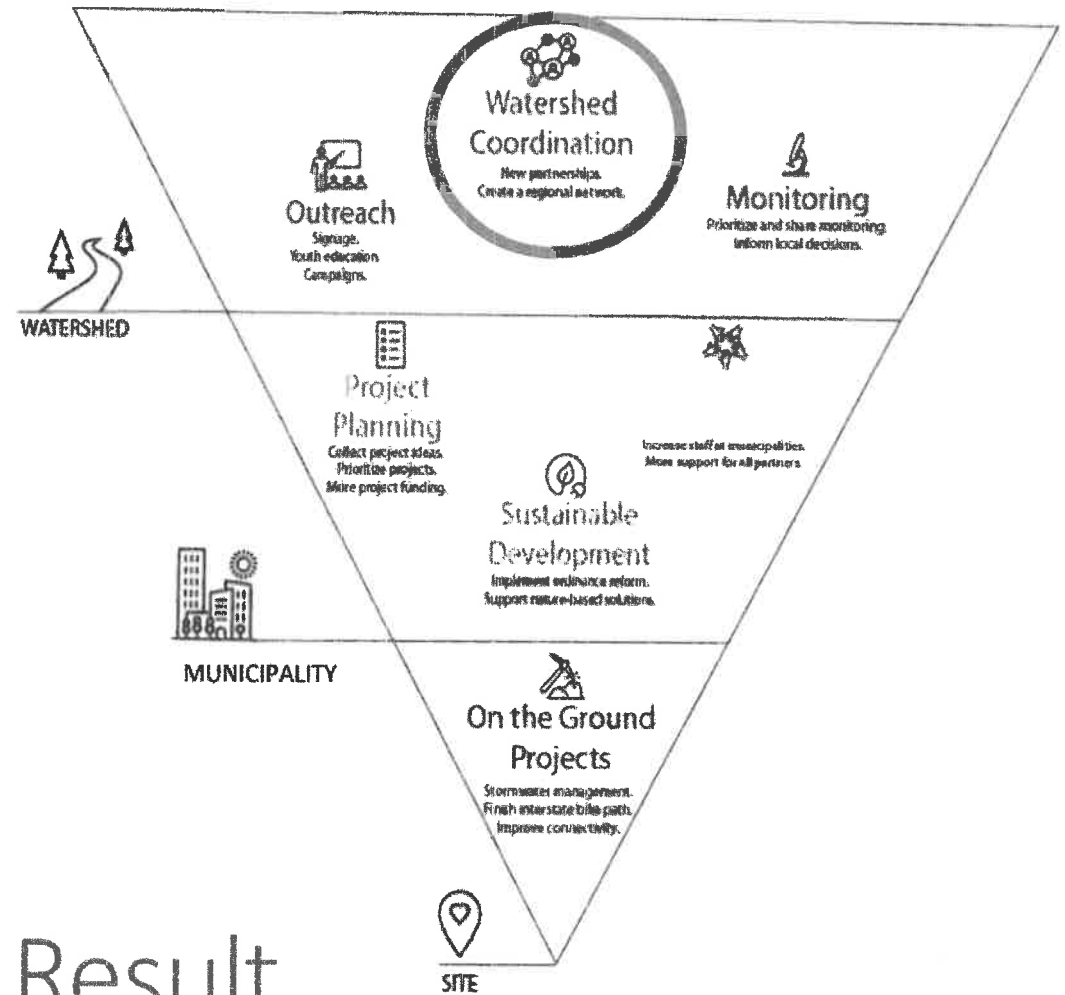 Watershed
Coordination
New partnerships.
Create a regional network.
Outreach
Signage.
Youth education
Campaigns.
Monitoring
Prioritize and share monitoring.
Inform local decisions.
WATERSHED
Project
Planning
Collect project ideas.
Prioritize projects.
More project funding.
Increase staff at municipalities.
More support for all partners
Sustainable
Development
Implement ordinance reform.
Support nature-based solutions.
MUNICIPALITY
On the Ground
Projects
Stormwater management.
Finish interstate bike path.
Improve connectivity.
SITE
Result